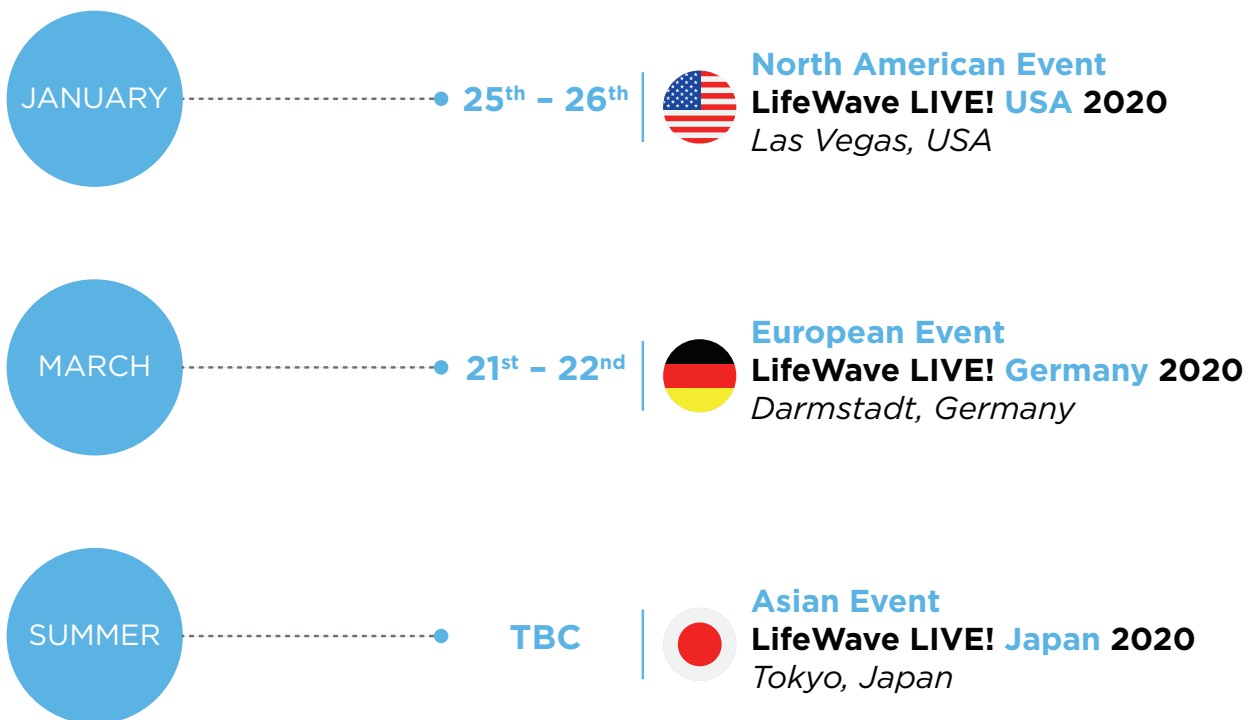 JANUARY
25th – 26th
North American Event
LifeWave LIVE! USA 2020
Las Vegas, USA
MARCH
21st – 22nd
European Event
LifeWave LIVE! Germany 2020
Darmstadt, Germany
SUMMER
TBC
Asian Event
LifeWave LIVE! Japan 2020
Tokyo, Japan